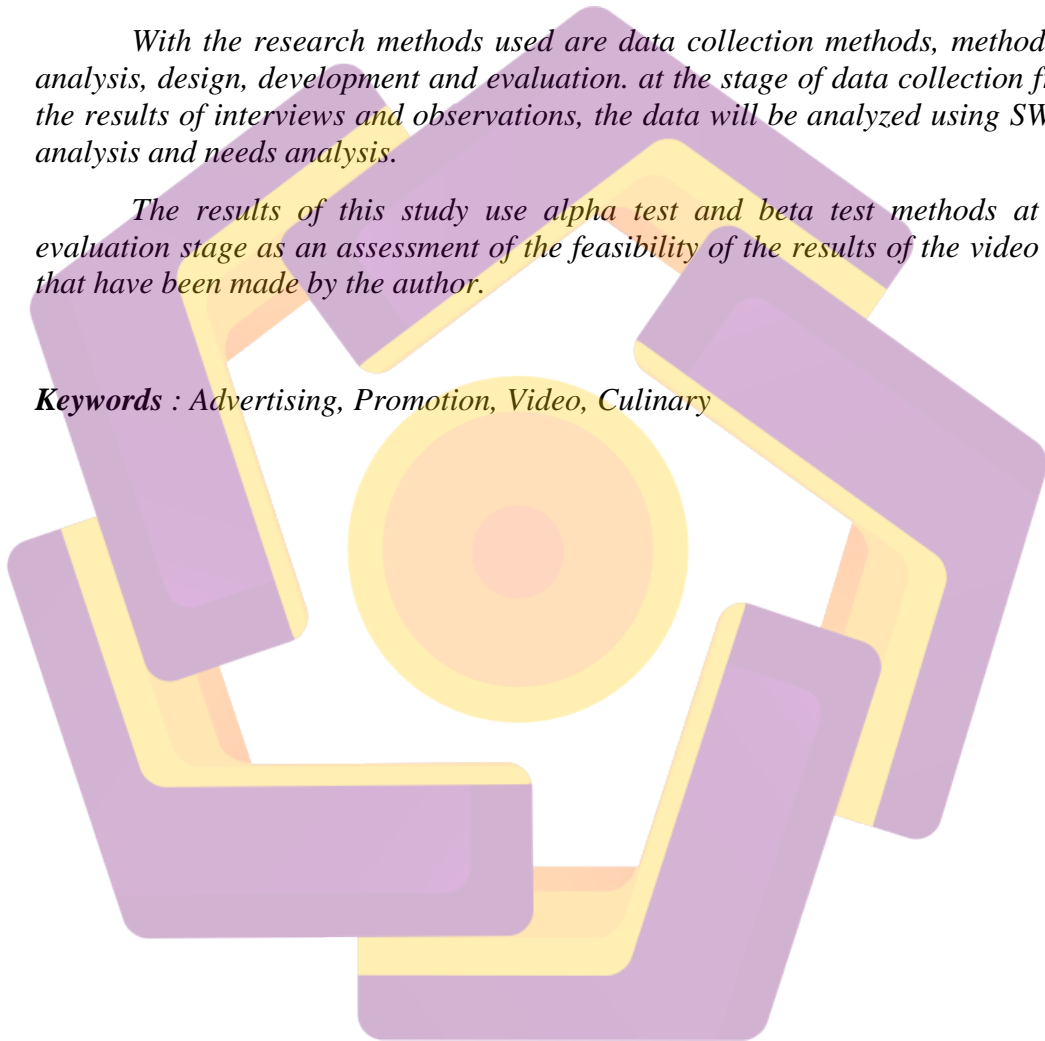 With the research methods used are data collection methods, method
analysis, design, development and evaluation. at the stage of data collection
the results of interviews and observations, the data will be analyzed using
analysis and needs analysis.
The results of this study use alpha test and beta test methods at
evaluation stage as an assessment of the feasibility of the results of the video
that have been made by the author.
Keywords : Advertising, Promotion, Video, Culinary